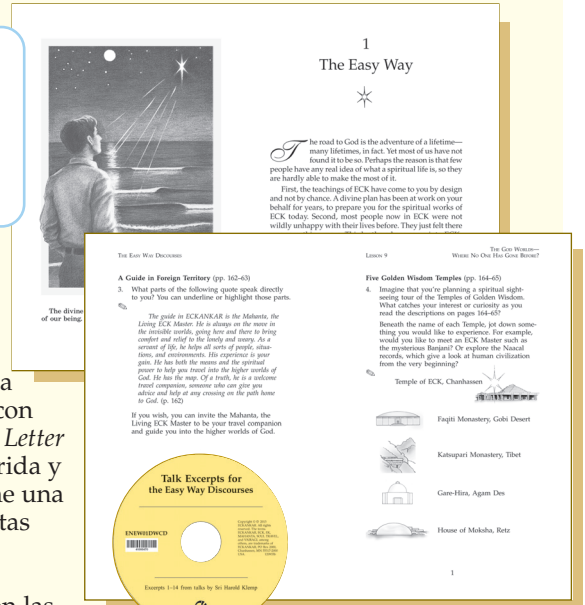 1
The Easy Way
The road to God is the adventure of a lifetime—
many lifetimes, in fact. Yet most of us have not
found it to be so. Perhaps the reason is that few
people have any real idea of what a spiritual life is, so they
are hardly able to make the most of it.
First, the teachings of ECK have come to you by design
and not by chance. A divine plan has been at work on your
behalf for years, to prepare you for the spiritual works of
ECK today. Second, most people now in ECK were not
wildly unhappy with their lives before. They just felt there
The divine
of our being.
THE EASY WAY DISCOURSES
A Guide in Foreign Territory (pp. 162–63)
3. What parts of the following quote speak directly
to you? You can underline or highlight those parts.
The guide in ECKANKAR is the Mahanta, the
Living ECK Master. He is always on the move in
the invisible worlds, going here and there to bring
comfort and relief to the lonely and weary. As a
servant of life, he helps all sorts of people, situa-
tions, and environments. His experience is your
gain. He has both the means and the spiritual
power to help you travel into the higher worlds of
God. He has the map. Of a truth, he is a welcome
travel companion, someone who can give you
advice and help at any crossing on the path home
to God. (p. 162)
If you wish, you can invite the Mahanta, the
Living ECK Master to be your travel companion
and guide you into the higher worlds of God.
Talk Excerpts for
the Easy Way Discourses
ENEWH1DWCD
Excerpts 1–14 from talks by Sri Harold Klemp
LESSON 9
THE GOD WORLDS—
WHERE NO ONE HAS GONE BEFORE?
Five Golden Wisdom Temples (pp. 164–65)
4. Imagine that you're planning a spiritual sight-
seeing tour of the Temples of Golden Wisdom.
What catches your interest or curiosity as you
read the descriptions on pages 164–65?
Beneath the name of each Temple, jot down some-
thing you would like to experience. For example,
would you like to meet an ECK Master such as
the mysterious Banjani? Or explore the Naacal
records, which give a look at human civilization
from the very beginning?
Temple of ECK, Chanhassen
Faqiti Monastery, Gobi Desert
Katsupari Monastery, Tibet
Gare-Hira, Agam Des
House of Moksha, Retz
1
a
con
Letter
rida y
ne una
tas
en las